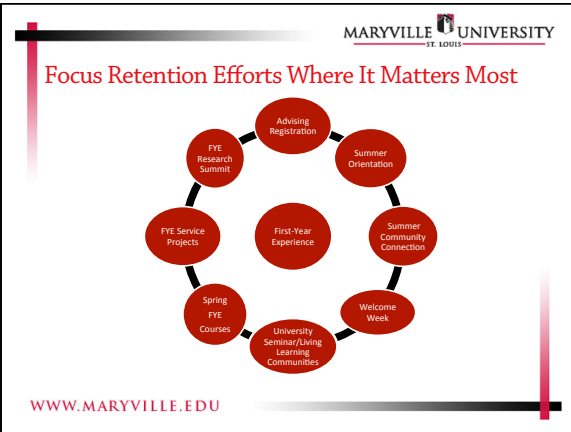 MARYVILLE UNIVERSITY
ST. LOUIS
Focus Retention Efforts Where It Matters Most
Advising
Registration
Summer
Orientation
Summer
Community
Connection
Welcome
Week
University
Seminar/Living
Learning
Communities
Spring
FYE
Courses
FYE Service
Projects
FYE
Research
Summit
First-Year
Experience
WWW.MARYVILLE.EDU